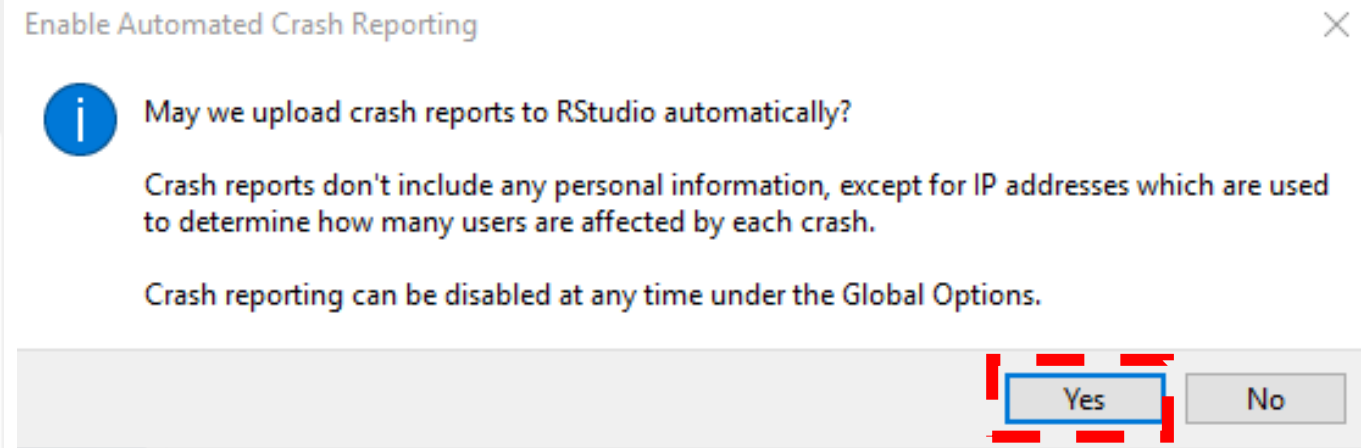 Enable Automated Crash Reporting
May we upload crash reports to RStudio automatically?
Crash reports don't include any personal information, except for IP addresses which are used
to determine how many users are affected by each crash.
Crash reporting can be disabled at any time under the Global Options.
Yes No